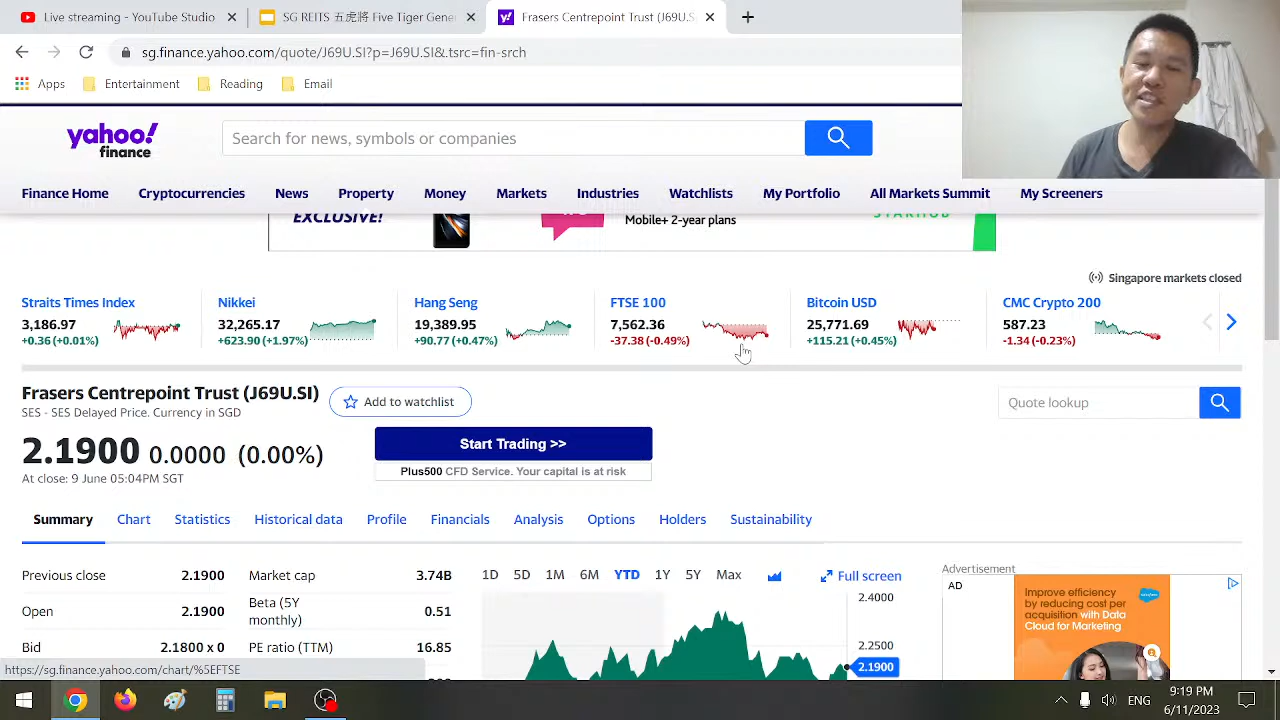 Live streaming - YouTube Studio
SG REITS 五虎將 Five Tiger Gene
Frasers Centrepoint Trust (J69U.S
sg.finance.yahoo.com/quote/J69U.SI?p=J69U.SI&.tsrc=fin-srch
Apps Entertainment Reading Email
yahoo!
finance
Search for news, symbols or companies
Finance Home Cryptocurrencies News Property Money Markets Industries Watchlists My Portfolio All Markets Summit My Screeners
EXCLUSIVE!
Mobile+ 2-year plans
STARHUB
Singapore markets closed
Straits Times Index Nikkei Hang Seng FTSE 100 Bitcoin USD CMC Crypto 200
3,186.97 32,265.17 19,389.95 7,562.36 25,771.69 587.23
+0.36 (+0.01%) +623.90 (+1.97%) +90.77 (+0.47%) -37.38 (-0.49%) +115.21 (+0.45%) -1.34 (-0.23%)
Frasers Centrepoint Trust (J69U.SI)
SES - SES Delayed Price. Currency in SGD
Add to watchlist
Quote lookup
2.1900 0.0000 (0.00%)
At close: 9 June 05:04PM SGT
Start Trading >>
Plus500 CFD Service. Your capital is at risk
Summary Chart Statistics Historical data Profile Financials Analysis Options Holders Sustainability
Previous close 2.1900
Open 2.1900
Bid 2.1800 x 0
Market cap 3.74B
Beta (5Y
monthly) 0.51
PE ratio (TTM) 16.85
1D 5D 1M 6M YTD 1Y 5Y Max
Full screen
2.4000
2.2500
2.1900
Advertisement
AD
Improve efficiency
by reducing cost per
acquisition with Data
Cloud for Marketing
https://sg.finance.yahoo.com/chart/%5EFTSE
ENG
9:19 PM
6/11/2023